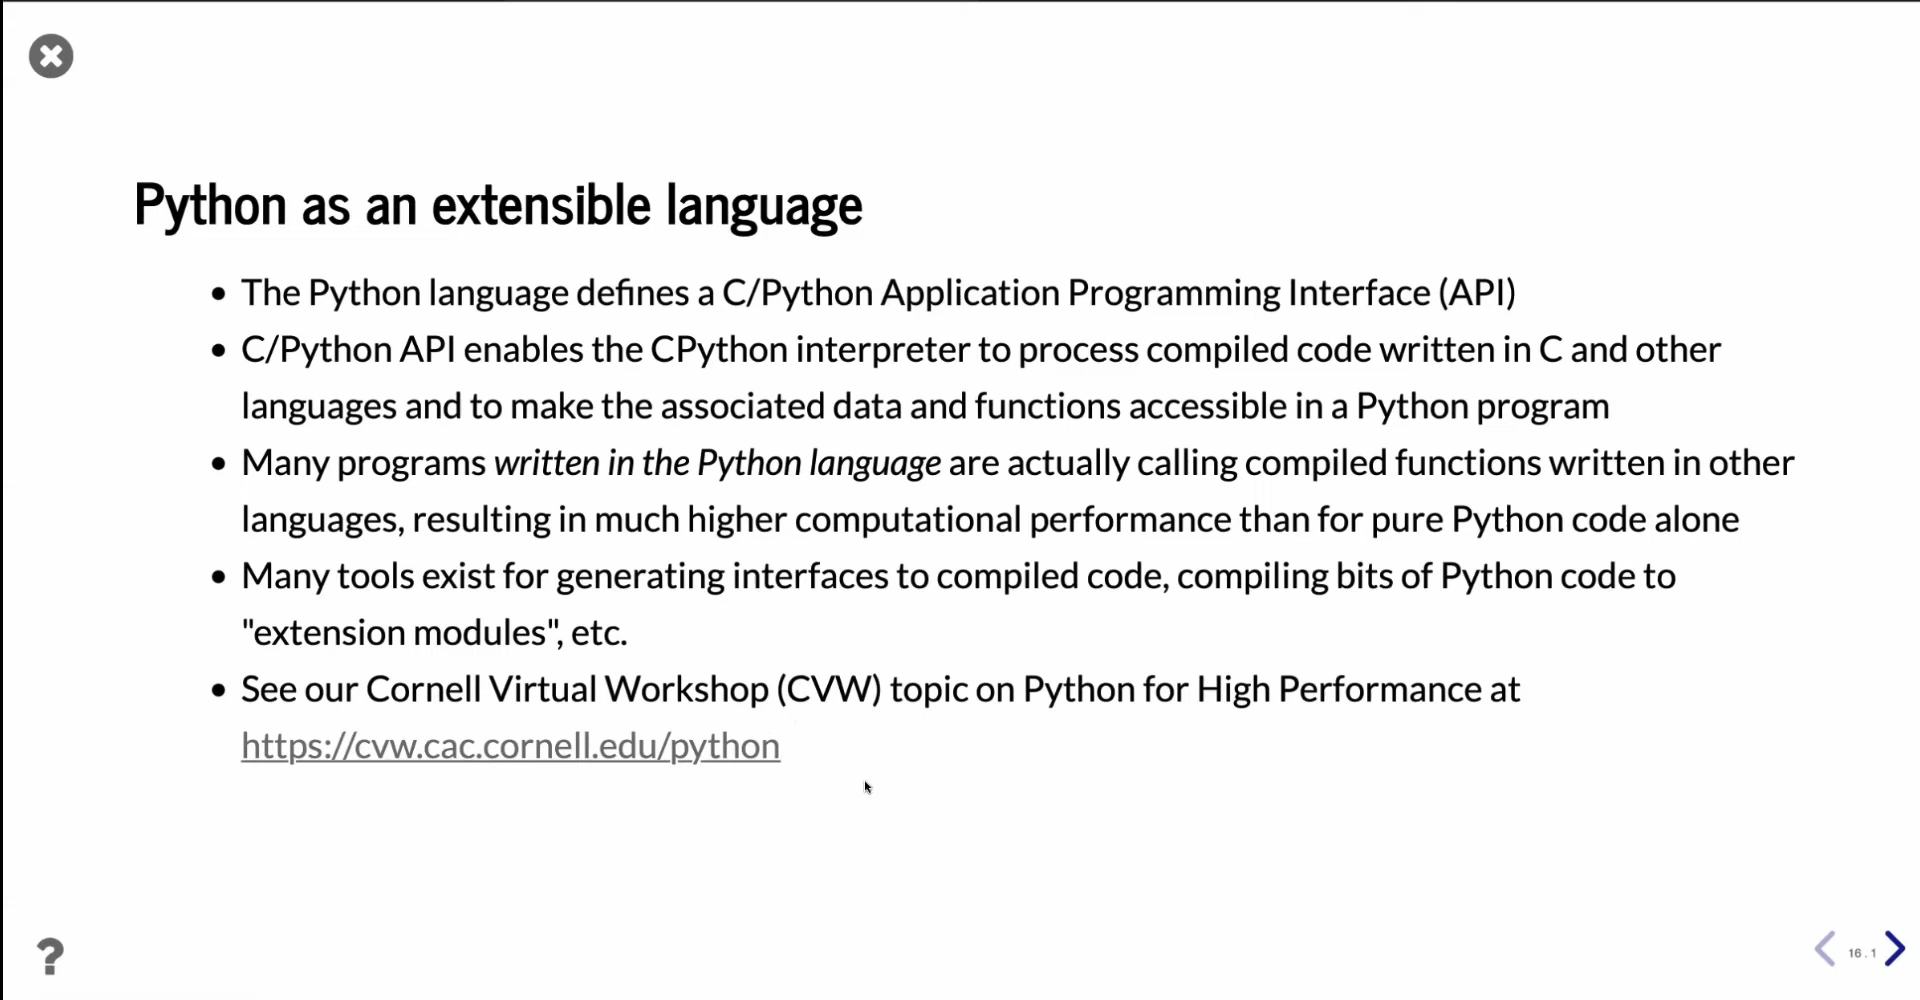 Python as an extensible language
• The Python language defines a C/Python Application Programming Interface (API)
• C/Python API enables the CPython interpreter to process compiled code written in C and other
languages and to make the associated data and functions accessible in a Python program
• Many programs written in the Python language are actually calling compiled functions written in other
languages, resulting in much higher computational performance than for pure Python code alone
• Many tools exist for generating interfaces to compiled code, compiling bits of Python code to
"extension modules", etc.
• See our Cornell Virtual Workshop (CVW) topic on Python for High Performance at
https://cvw.cac.cornell.edu/python
?
16.1